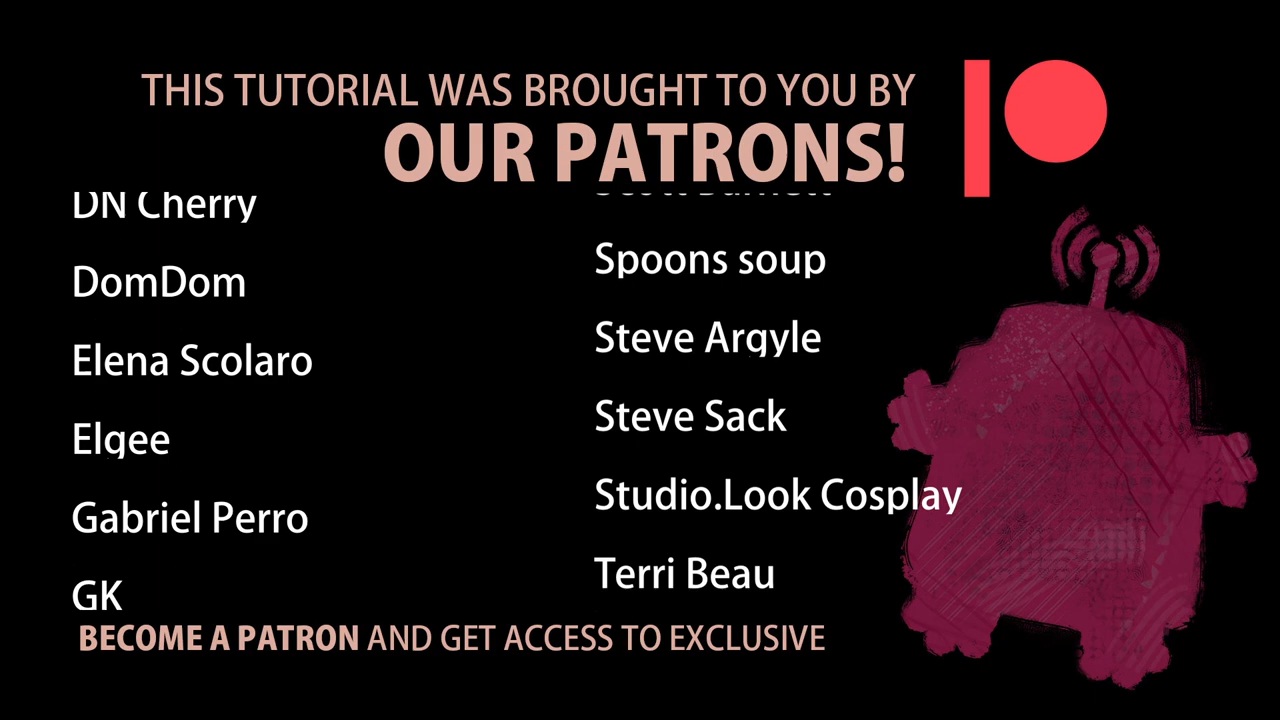 THIS TUTORIAL WAS BROUGHT TO YOU BY
OUR PATRONS!
DN Cherry
DomDom
Elena Scolaro
Elgee
Gabriel Perro
GK
Spoons soup
Steve Argyle
Steve Sack
Studio.Look Cosplay
Terri Beau
BECOME A PATRON AND GET ACCESS TO EXCLUSIVE